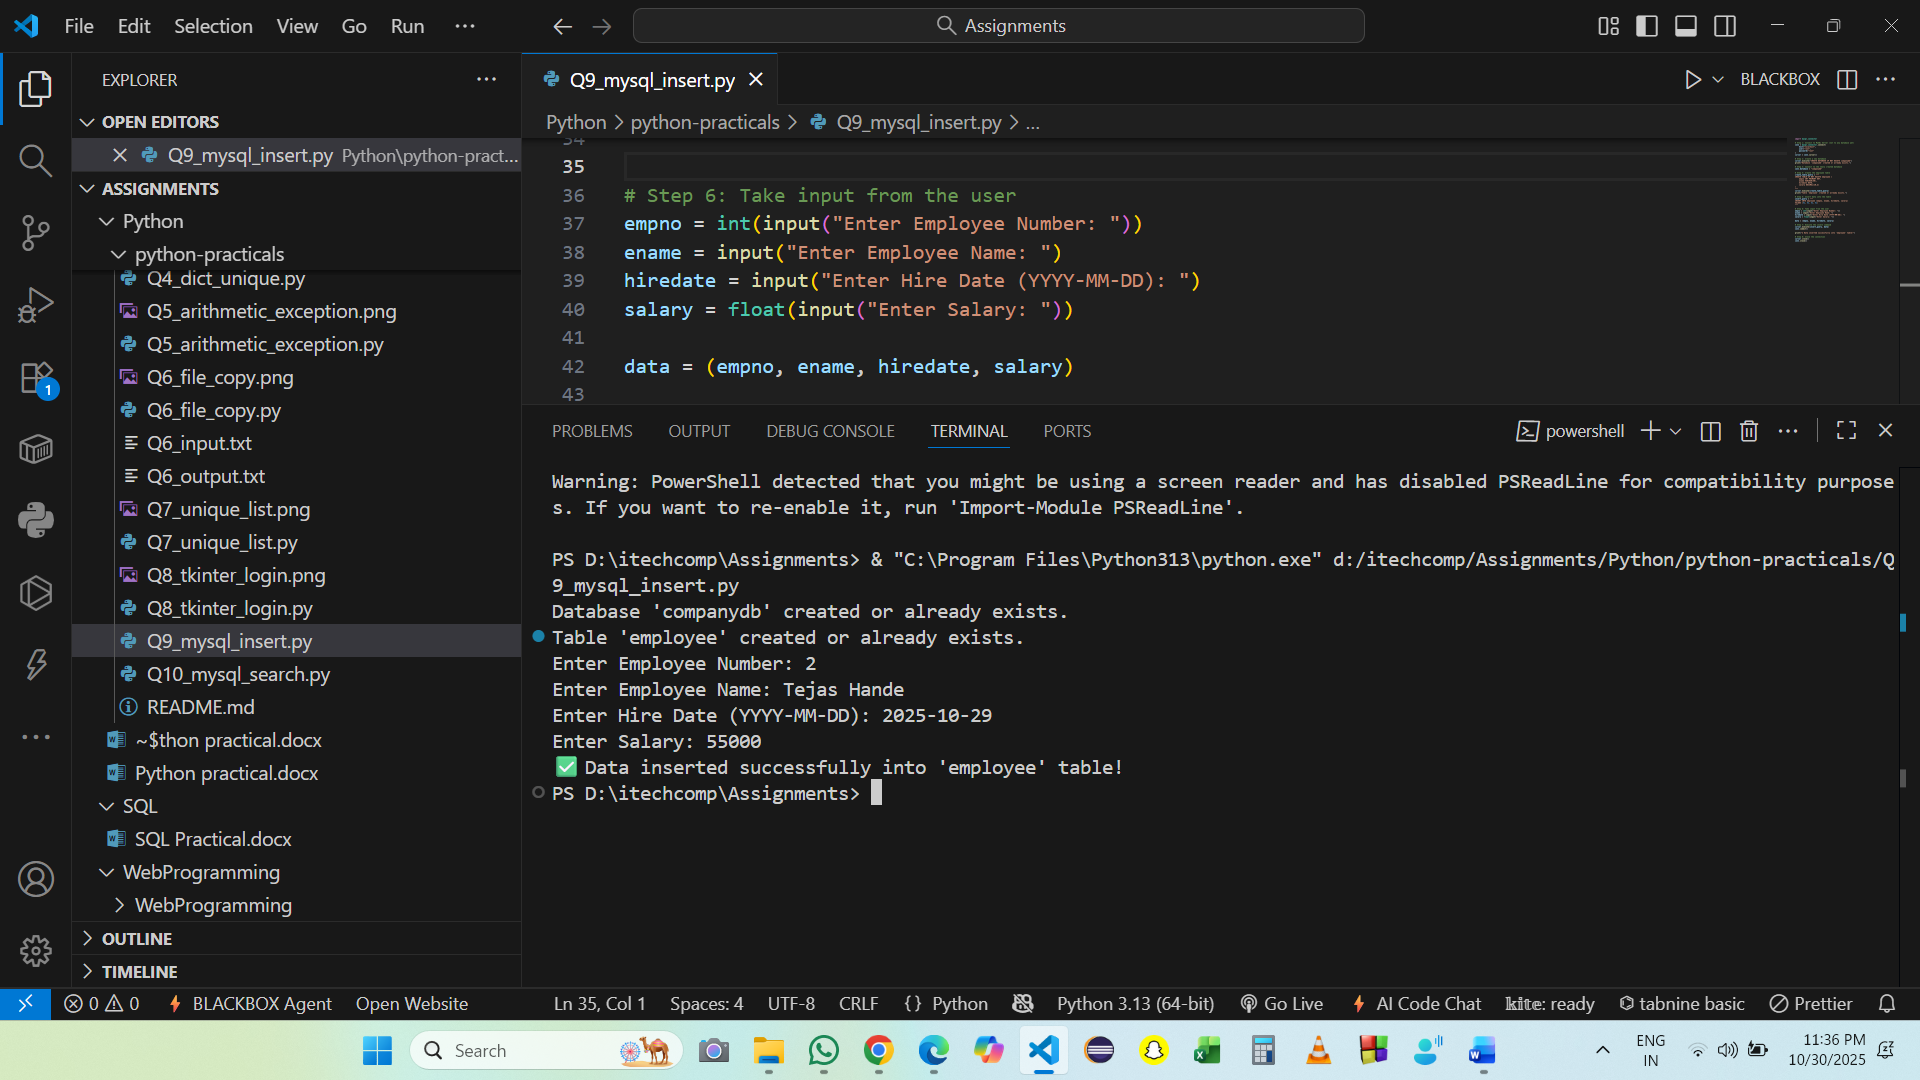 File Edit Selection View Go Run ··· Assignments
EXPLORER
OPEN EDITORS
Q9_mysql_insert.py Python\python-pract...
ASSIGNMENTS
Python
python-practicals
Q4_dict_unique.py
Q5_arithmetic_exception.png
Q5_arithmetic_exception.py
Q6_file_copy.png
Q6_file_copy.py
Q6_input.txt
Q6_output.txt
Q7_unique_list.png
Q7_unique_list.py
Q8_tkinter_login.png
Q8_tkinter_login.py
Q9_mysql_insert.py
Q10_mysql_search.py
README.md
~$thon practical.docx
Python practical.docx
SQL
SQL Practical.docx
WebProgramming
WebProgramming
OUTLINE
TIMELINE
1
Q9_mysql_insert.py
BLACKBOX
Python > python-practicals > Q9_mysql_insert.py > ...
34
35
36 # Step 6: Take input from the user
37 empno = int(input("Enter Employee Number: "))
38 ename = input("Enter Employee Name: ")
39 hiredate = input("Enter Hire Date (YYYY-MM-DD): ")
40 salary = float(input("Enter Salary: "))
41
42 data = (empno, ename, hiredate, salary)
43
PROBLEMS OUTPUT DEBUG CONSOLE TERMINAL PORTS powershell
Warning: PowerShell detected that you might be using a screen reader and has disabled PSReadLine for compatibility purpose
s. If you want to re-enable it, run 'Import-Module PSReadLine'.
PS D:\itechcomp\Assignments> & "C:\Program Files\Python313\python.exe" d:/itechcomp/Assignments/Python/python-practicals/Q
9_mysql_insert.py
Database 'companydb' created or already exists.
Table 'employee' created or already exists.
Enter Employee Number: 2
Enter Employee Name: Tejas Hande
Enter Hire Date (YYYY-MM-DD): 2025-10-29
Enter Salary: 55000
✅ Data inserted successfully into 'employee' table!
PS D:\itechcomp\Assignments>
0 0 BLACKBOX Agent Open Website Ln 35, Col 1 Spaces: 4 UTF-8 CRLF {} Python Python 3.13 (64-bit) Go Live AI Code Chat kite: ready tabnine basic Prettier
Search
ENG
IN
11:36 PM
10/30/2025